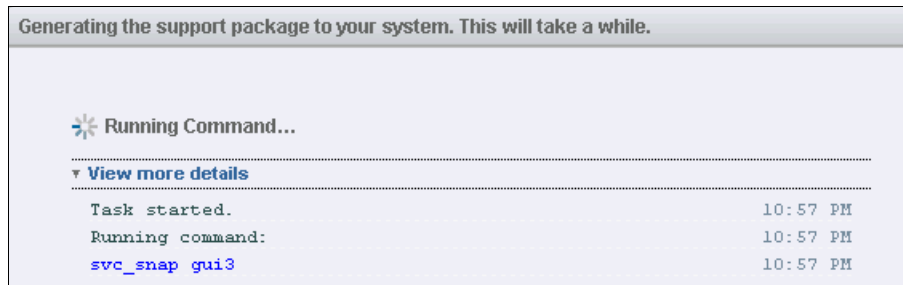 Generating the support package to your system. This will take a while.
Running Command...
View more details
Task started. 10:57 PM
Running command: 10:57 PM
svc_snap gui3 10:57 PM